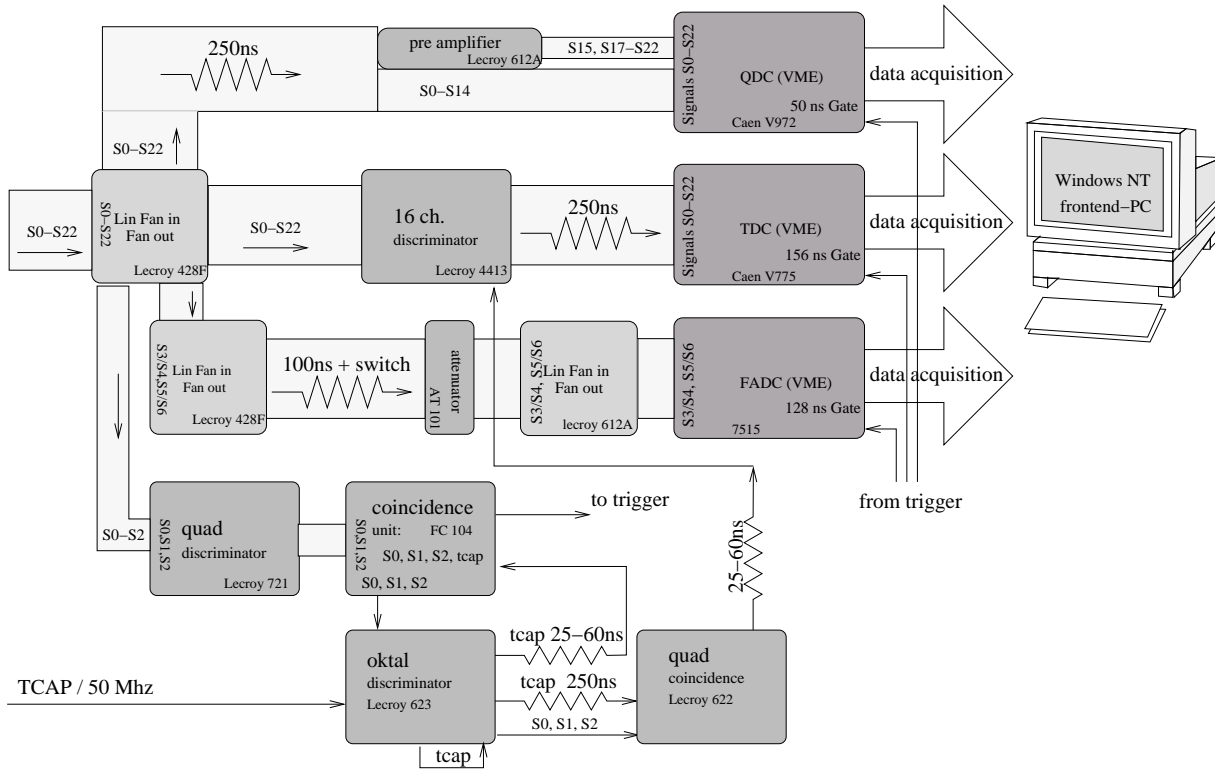 250ns
pre amplifier
Lecroy 612A
S15, S17–S22
S0–S14
Signals S0–S22
QDC (VME)
50 ns Gate
Caen V972
data acquisition
S0–S22
S0–S22
S0–S22
Lin Fan in
Fan out
Lecroy 428F
S0–S22
16 ch.
discriminator
Lecroy 4413
250ns
Signals S0–S22
TDC (VME)
156 ns Gate
Caen V775
data acquisition
Windows NT
frontend–PC
S3/S4,S5/S6
Lin Fan in
Fan out
Lecroy 428F
100ns + switch
attenuator
AT 101
S3/S4, S5/S6
Lin Fan in
Fan out
lecroy 612A
S3/S4, S5/S6
FADC (VME)
128 ns Gate
7515
data acquisition
from trigger
S0–S2
S0,S1,S2
quad
discriminator
Lecroy 721
S0,S1,S2
coincidence
unit: FC 104
S0, S1, S2, tcap
S0, S1, S2
to trigger
25–60ns
TCAP / 50 Mhz
oktal
discriminator
Lecroy 623
tcap 25–60ns
tcap 250ns
S0, S1, S2
tcap
quad
coincidence
Lecroy 622